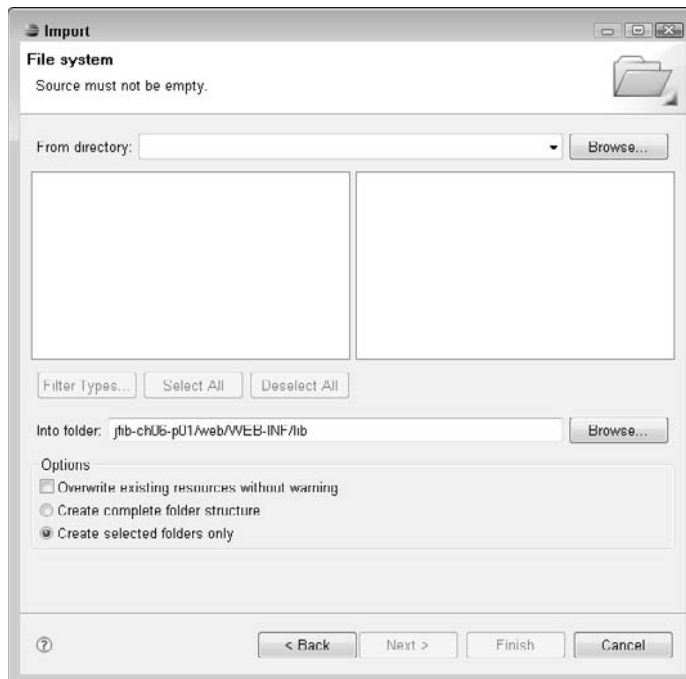 Import
File system
Source must not be empty.
From directory:
Browse...
Filter Types...
Select All
Deselect All
Into folder: jfib-ch06-p01/web/WEB-INF/lib
Browse...
Options
Overwrite existing resources without warning
Create complete folder structure
Create selected folders only
?
< Back
Next >
Finish
Cancel